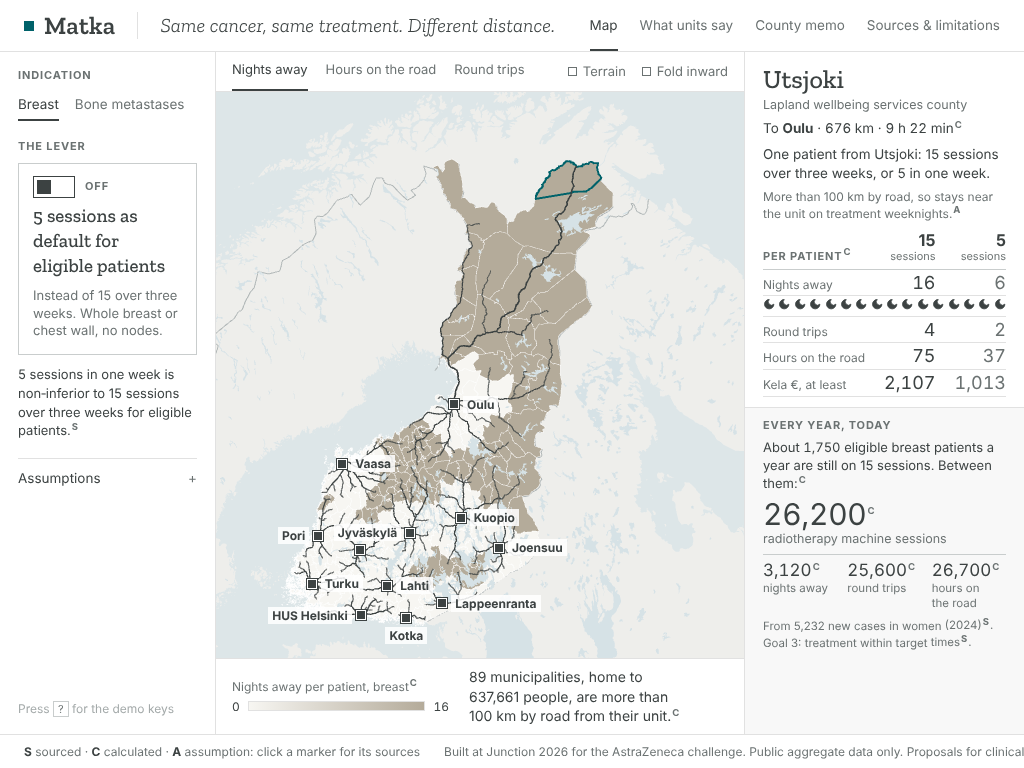 Matka
Same cancer, same treatment. Different distance.
Map What units say County memo Sources & limitations
INDICATION
Breast Bone metastases
THE LEVER
OFF
5 sessions as
default for
eligible patients
Instead of 15 over three
weeks. Whole breast or
chest wall, no nodes.
5 sessions in one week is
non-inferior to 15 sessions
over three weeks for eligible
patients.S
Assumptions +
Press ? for the demo keys
Nights away Hours on the road Round trips
Terrain Fold inward
Oulu
Vaasa
Kuopio
Pori
Jyväskylä
Joensuu
Turku
Lahti
Lappeenranta
HUS Helsinki
Kotka
Nights away per patient, breastC
0 16
89 municipalities, home to
637,661 people, are more than
100 km by road from their unit.C
Utsjoki
Lapland wellbeing services county
To Oulu · 676 km · 9 h 22 minC
One patient from Utsjoki: 15 sessions
over three weeks, or 5 in one week.
More than 100 km by road, so stays near
the unit on treatment weeknights.A
PER PATIENTC 15 sessions 5 sessions
Nights away 16 6
Round trips 4 2
Hours on the road 75 37
Kela €, at least 2,107 1,013
EVERY YEAR, TODAY
About 1,750 eligible breast patients a
year are still on 15 sessions. Between
them:C
26,200C
radiotherapy machine sessions
3,120C 25,600C 26,700C
nights away round trips hours on
the road
From 5,232 new cases in women (2024)S.
Goal 3: treatment within target timesS.
S sourced · C calculated · A assumption: click a marker for its sources
Built at Junction 2026 for the AstraZeneca challenge. Public aggregate data only. Proposals for clinical